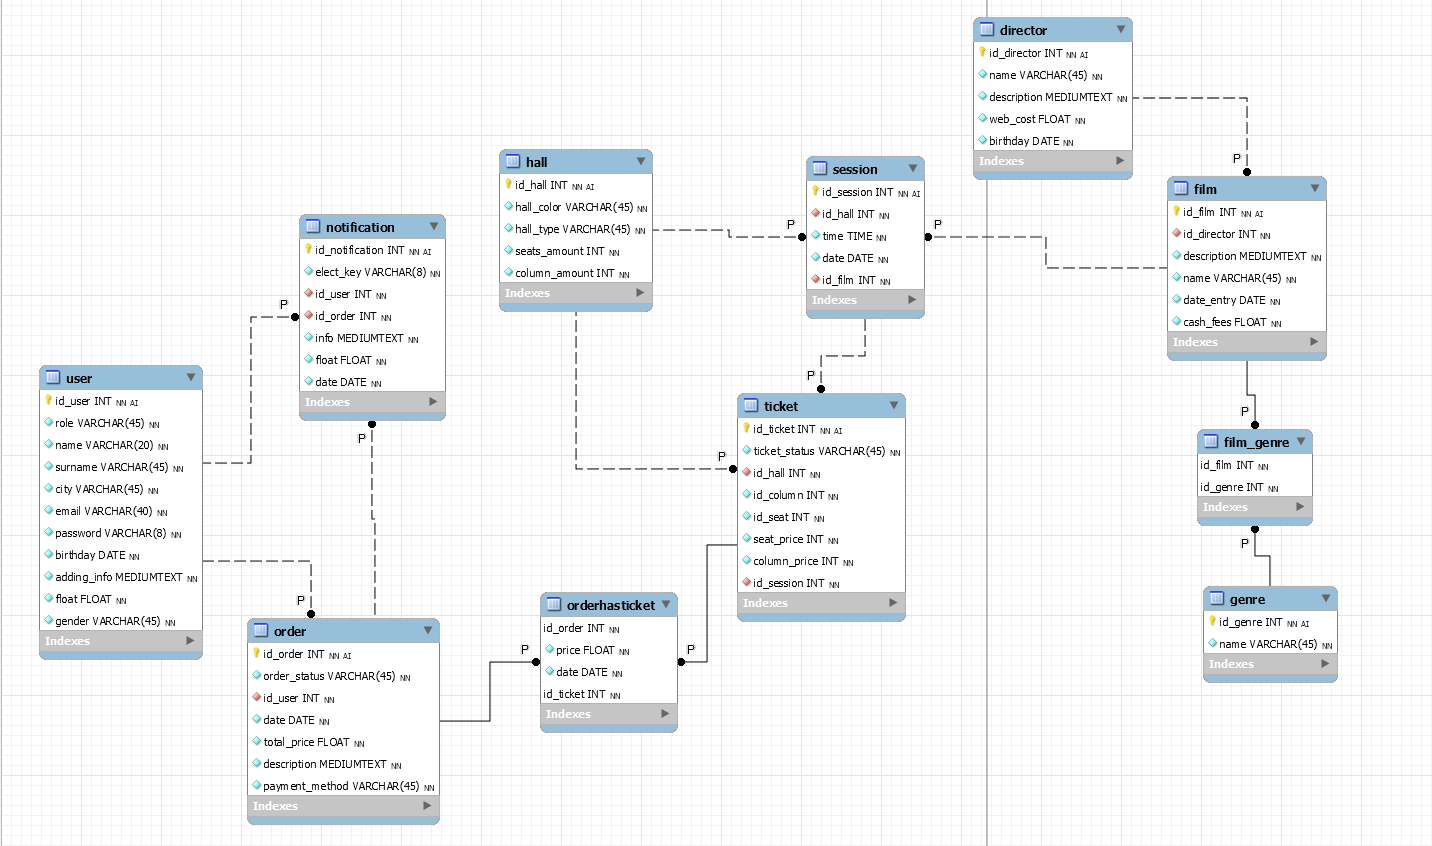 director
id_director INT NN AI
name VARCHAR(45) NN
description MEDIUMTEXT NN
web_cost FLOAT NN
birthday DATE NN
Indexes
P
hall
id_hall INT NN AI
hall_color VARCHAR(45) NN
hall_type VARCHAR(45) NN
seats_amount INT NN
column_amount INT NN
Indexes
P
session
id_session INT NN AI
id_hall INT NN
time TIME NN
date DATE NN
id_film INT NN
Indexes
P
film
id_film INT NN AI
id_director INT NN
description MEDIUMTEXT NN
name VARCHAR(45) NN
date_entry DATE NN
cash_fees FLOAT NN
Indexes
notification
id_notification INT NN AI
elect_key VARCHAR(8) NN
id_user INT NN
id_order INT NN
info MEDIUMTEXT NN
float FLOAT NN
date DATE NN
Indexes
P
P
user
id_user INT NN AI
role VARCHAR(45) NN
name VARCHAR(20) NN
surname VARCHAR(45) NN
city VARCHAR(45) NN
email VARCHAR(40) NN
password VARCHAR(8) NN
birthday DATE NN
adding_info MEDIUMTEXT NN
float FLOAT NN
gender VARCHAR(45) NN
Indexes
P
P
ticket
id_ticket INT NN AI
ticket_status VARCHAR(45) NN
id_hall INT NN
id_column INT NN
id_seat INT NN
seat_price INT NN
column_price INT NN
id_session INT NN
Indexes
P
film_genre
id_film INT NN
id_genre INT NN
Indexes
P
P
genre
id_genre INT NN AI
name VARCHAR(45) NN
Indexes
P
order
id_order INT NN AI
order_status VARCHAR(45) NN
id_user INT NN
date DATE NN
total_price FLOAT NN
description MEDIUMTEXT NN
payment_method VARCHAR(45) NN
Indexes
P
orderhasticket
id_order INT NN
price FLOAT NN
date DATE NN
id_ticket INT NN
Indexes
P